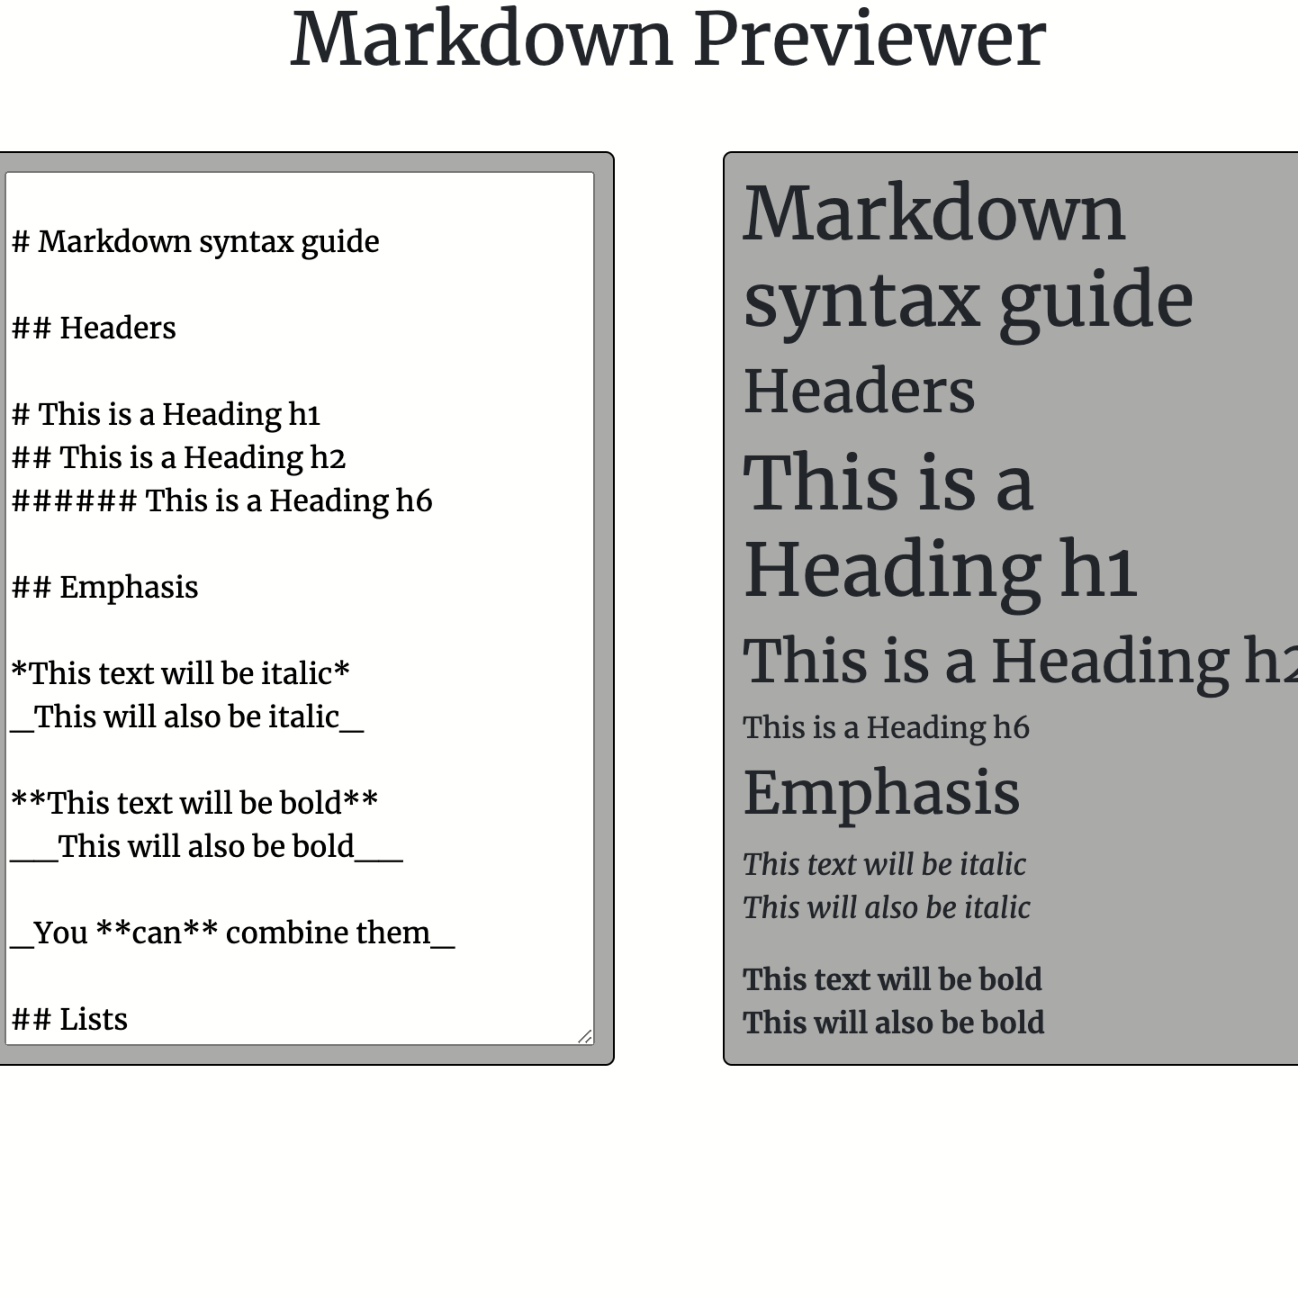 Markdown Previewer
# Markdown syntax guide
## Headers
# This is a Heading h1
## This is a Heading h2
###### This is a Heading h6
## Emphasis
*This text will be italic*
_This will also be italic_
**This text will be bold**
__This will also be bold__
_You **can** combine them_
## Lists
Markdown
syntax guide
Headers
This is a
Heading h1
This is a Heading h2
This is a Heading h6
Emphasis
This text will be italic
This will also be italic
This text will be bold
This will also be bold